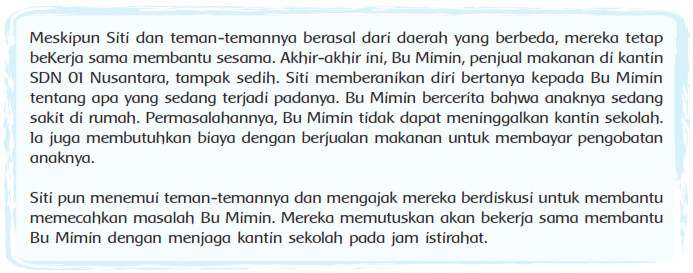 Meskipun Siti dan teman-temannya berasal dari daerah yang berbeda, mereka tetap
beKerja sama membantu sesama. Akhir-akhir ini, Bu Mimin, penjual makanan di kantin
SDN 01 Nusantara, tampak sedih. Siti memberanikan diri bertanya kepada Bu Mimin
tentang apa yang sedang terjadi padanya. Bu Mimin bercerita bahwa anaknya sedang
sakit di rumah. Permasalahannya, Bu Mimin tidak dapat meninggalkan kantin sekolah.
Ia juga membutuhkan biaya dengan berjualan makanan untuk membayar pengobatan
anaknya.
Siti pun menemui teman-temannya dan mengajak mereka berdiskusi untuk membantu
memecahkan masalah Bu Mimin. Mereka memutuskan akan bekerja sama membantu
Bu Mimin dengan menjaga kantin sekolah pada jam istirahat.